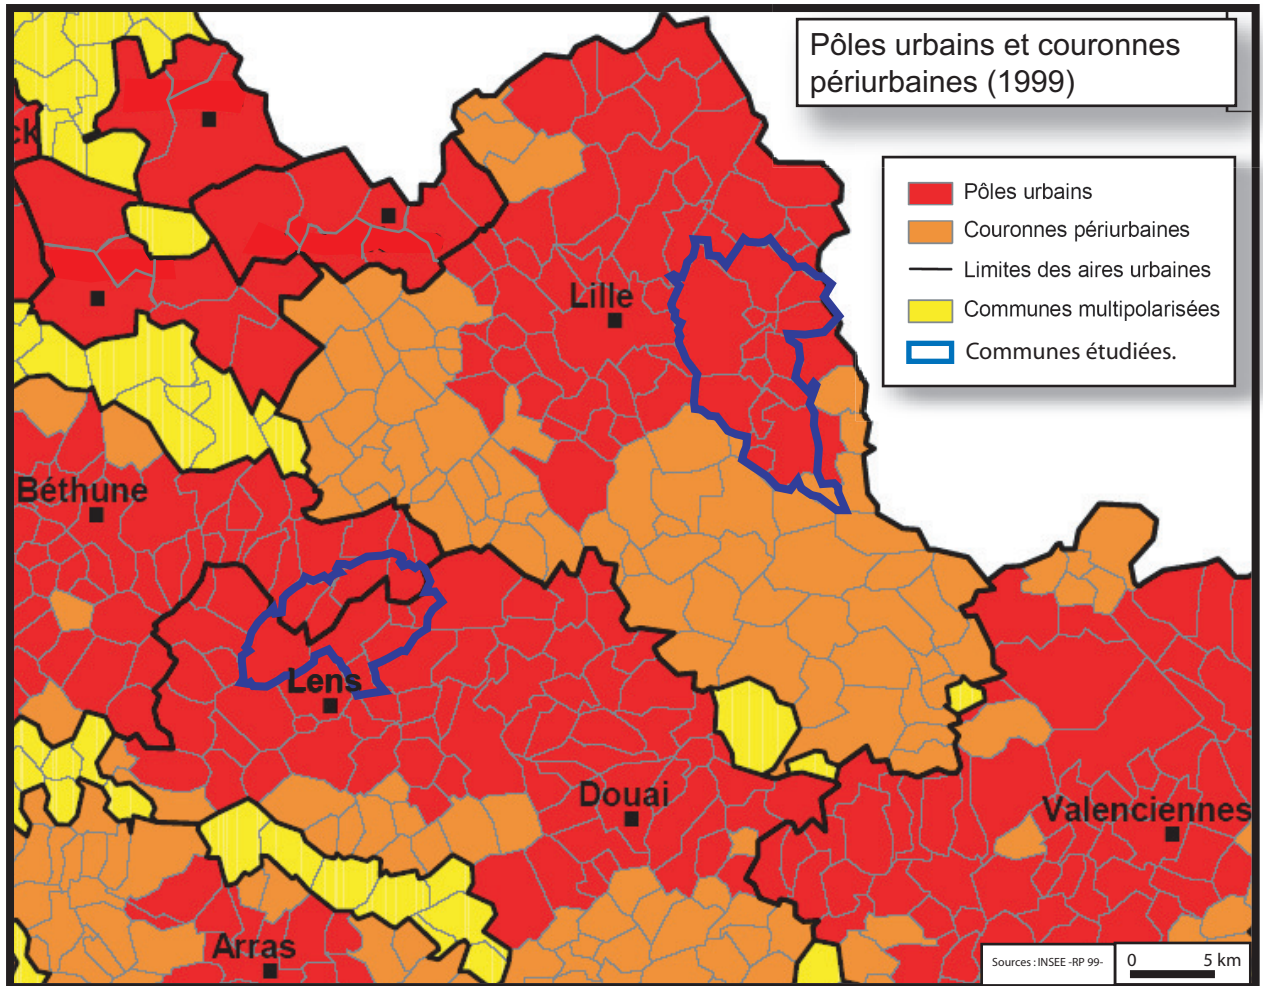 Pôles urbains et couronnes
périurbaines (1999)
ck
Pôles urbains
Couronnes périurbaines
Limites des aires urbaines
Communes multipolarisées
Communes étudiées.
Lille
Béthune
Lens
Douai
Valenciennes
Arras
Sources : INSEE -RP 99-
0 5 km